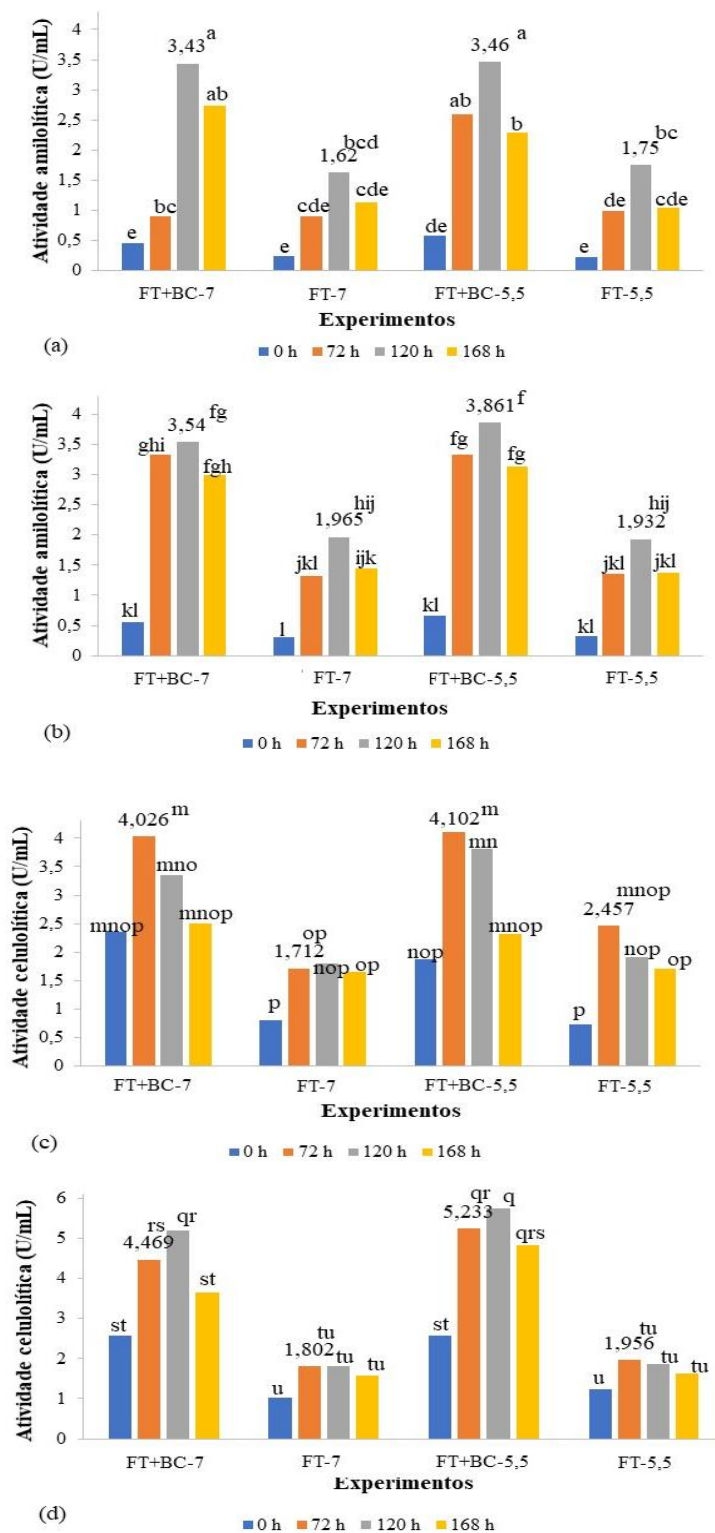 Atividade amilolítica (U/mL)
4
3,5
3
2,5
2
1,5
1
0,5
0
e
bc
3,43 a
ab
e
cde
1,62 bcd
cde
de
ab
3,46 a
b
e
de
1,75 bc
cde
FT+BC-7 FT-7 FT+BC-5,5 FT-5,5
Experimentos
(a)
0 h 72 h 120 h 168 h
Atividade amilolítica (U/mL)
4
3,5
3
2,5
2
1,5
1
0,5
0
kl
ghi
3,54 fg
fgh
l
jkl
1,965 hij
ijk
kl
fg
3,861 f
fg
kl
jkl
1,932 hij
jkl
FT+BC-7 FT-7 FT+BC-5,5 FT-5,5
Experimentos
(b)
0 h 72 h 120 h 168 h
Atividade celulolítica (U/mL)
4
3,5
3
2,5
2
1,5
1
0,5
0
mnop
4,026 m
mno
mnop
p
1,712 op
nop
op
nop
4,102 m
mn
mnop
p
2,457 mnop
nop
op
FT+BC-7 FT-7 FT+BC-5,5 FT-5,5
Experimentos
(c)
0 h 72 h 120 h 168 h
Atividade celulolítica (U/mL)
6
5
4
3
2
1
0
st
4,469 rs
qr
st
u
1,802 tu
tu
tu
st
5,233 qr
q
qrs
u
1,956 tu
tu
tu
FT+BC-7 FT-7 FT+BC-5,5 FT-5,5
Experimentos
(d)
0 h 72 h 120 h 168 h